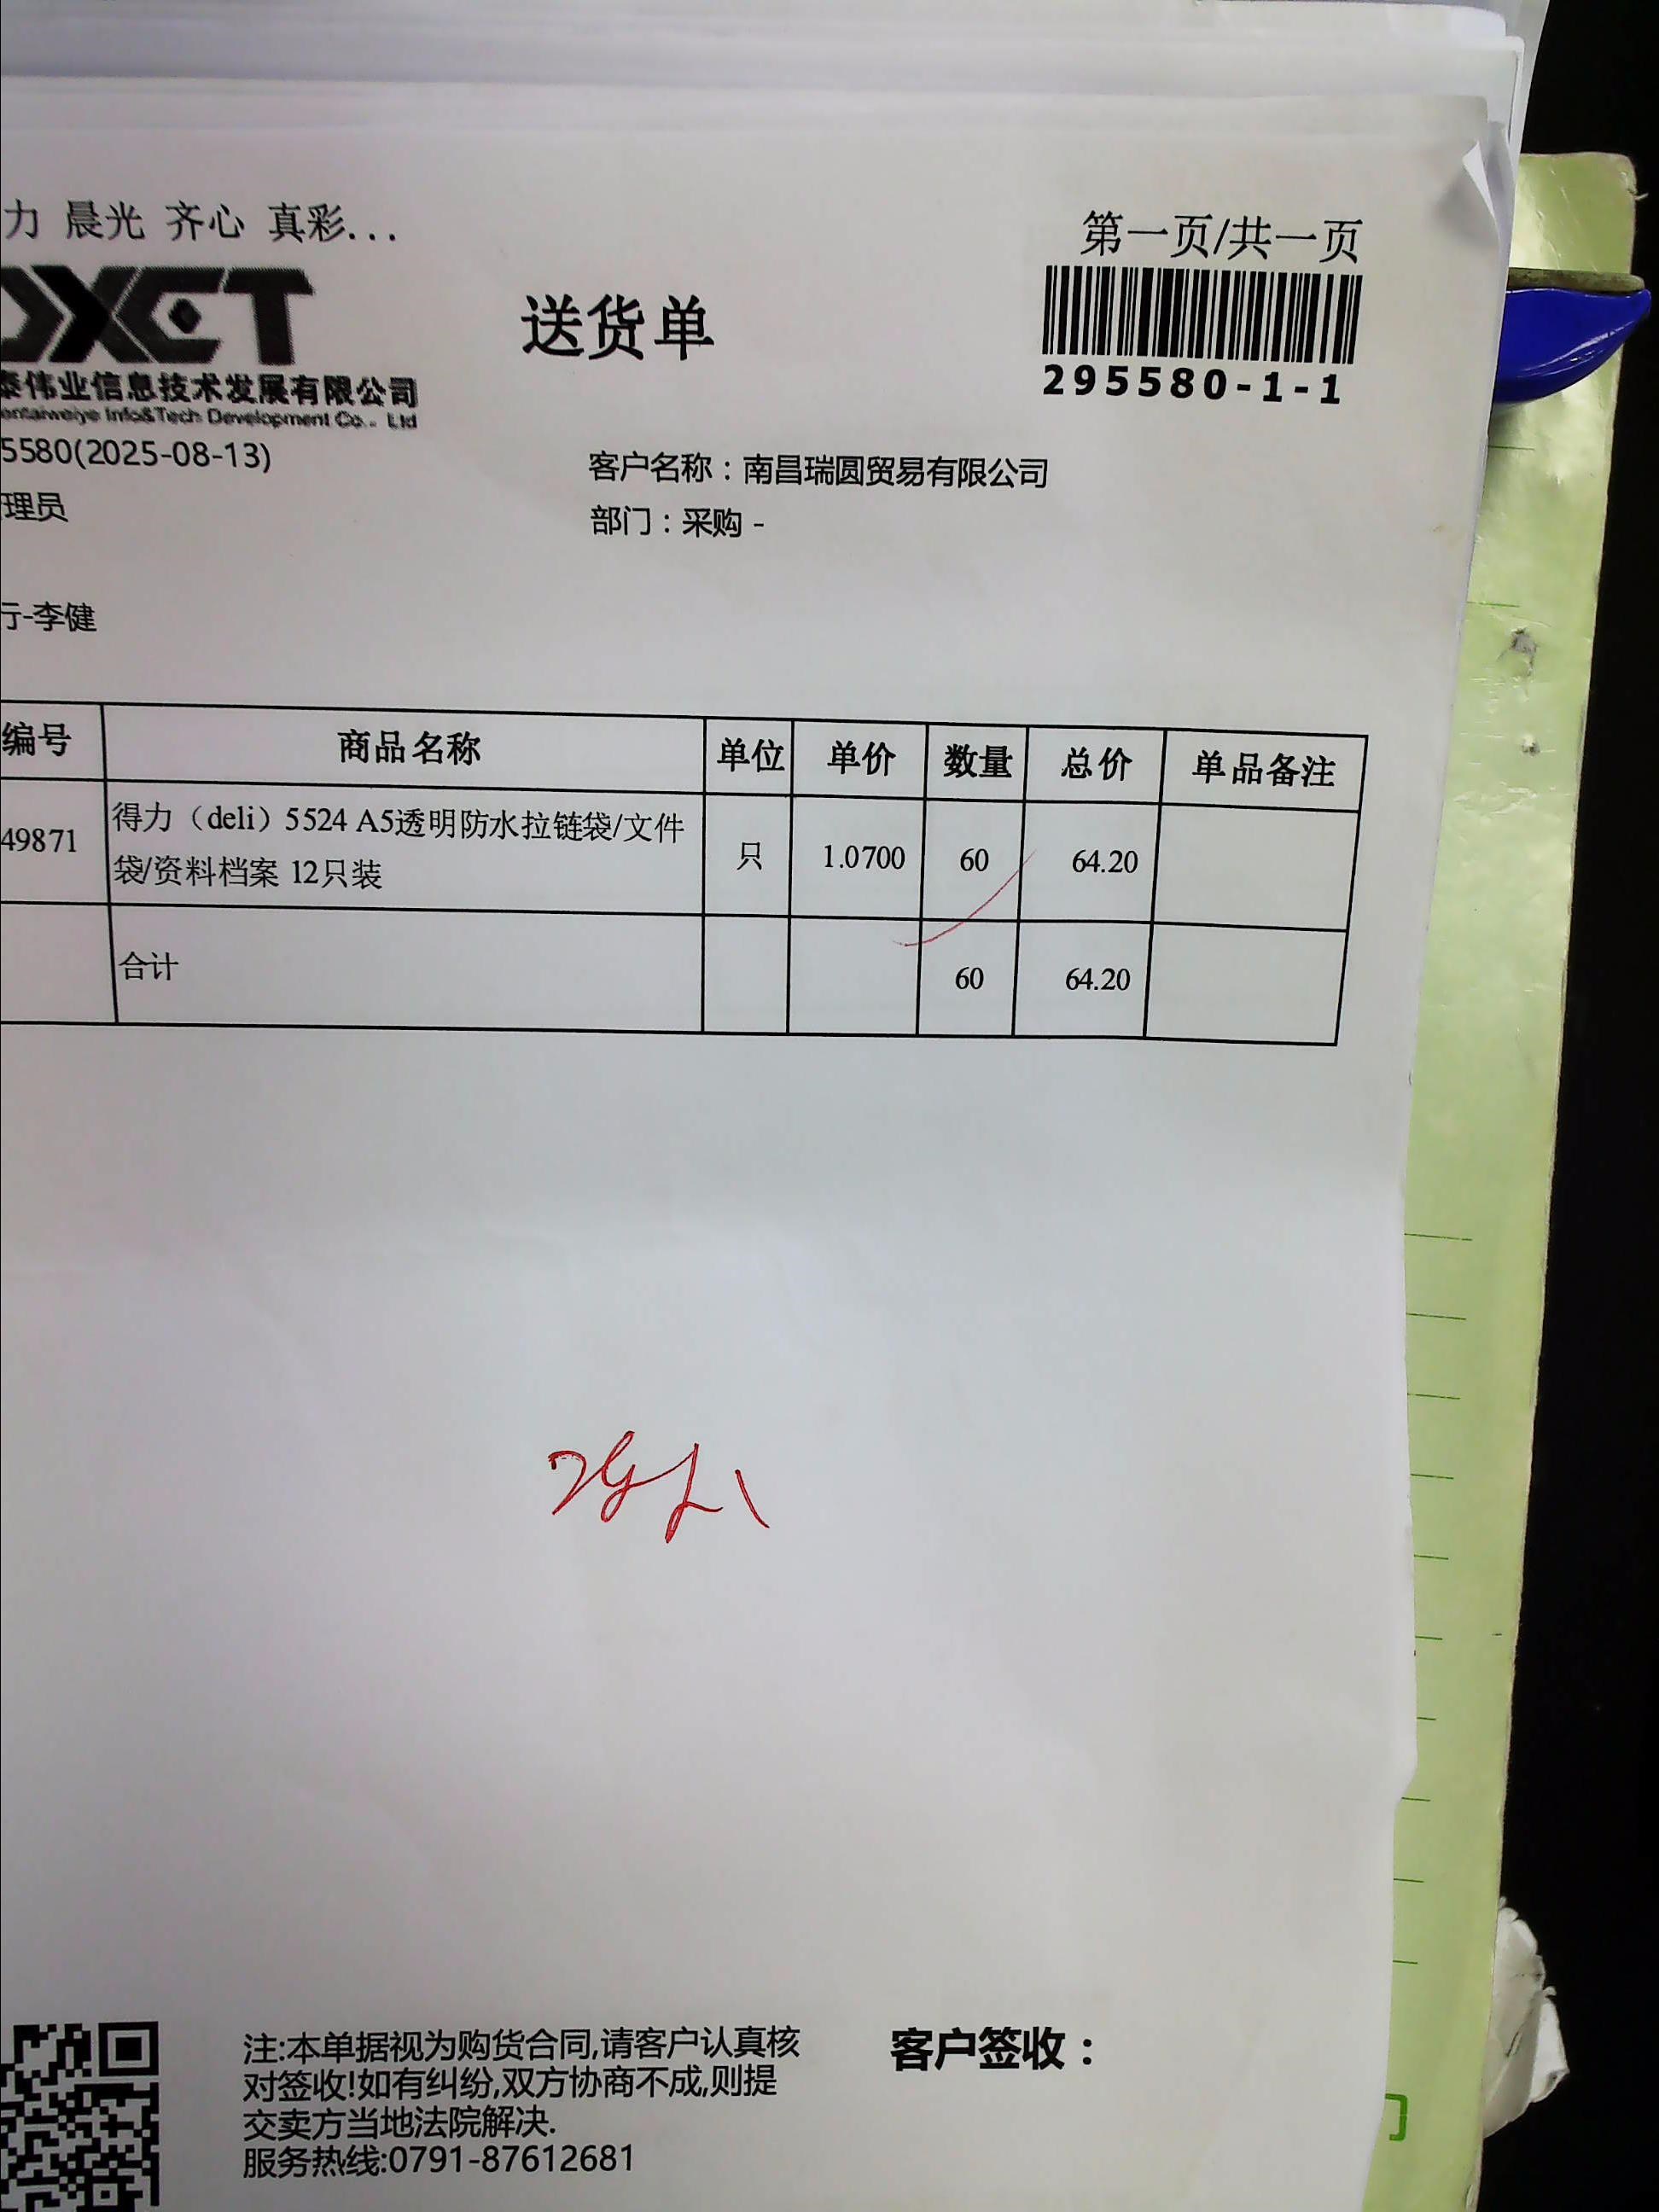 力 晨光 齐心 真彩...
第一页/共一页
送货单
295580-1-1
泰伟业信息技术发展有限公司
entaiweiye Info&Tech Development Co., Ltd
5580(2025-08-13)
客户名称：南昌瑞圆贸易有限公司
理员
部门：采购 -
行-李健
编号 商品名称 单位 单价 数量 总价 单品备注
49871 得力（deli）5524 A5透明防水拉链袋/文件
袋/资料档案 12只装 只 1.0700 60 64.20
合计 60 64.20
注:本单据视为购货合同,请客户认真核
对签收!如有纠纷,双方协商不成,则提
交卖方当地法院解决.
服务热线:0791-87612681
客户签收：